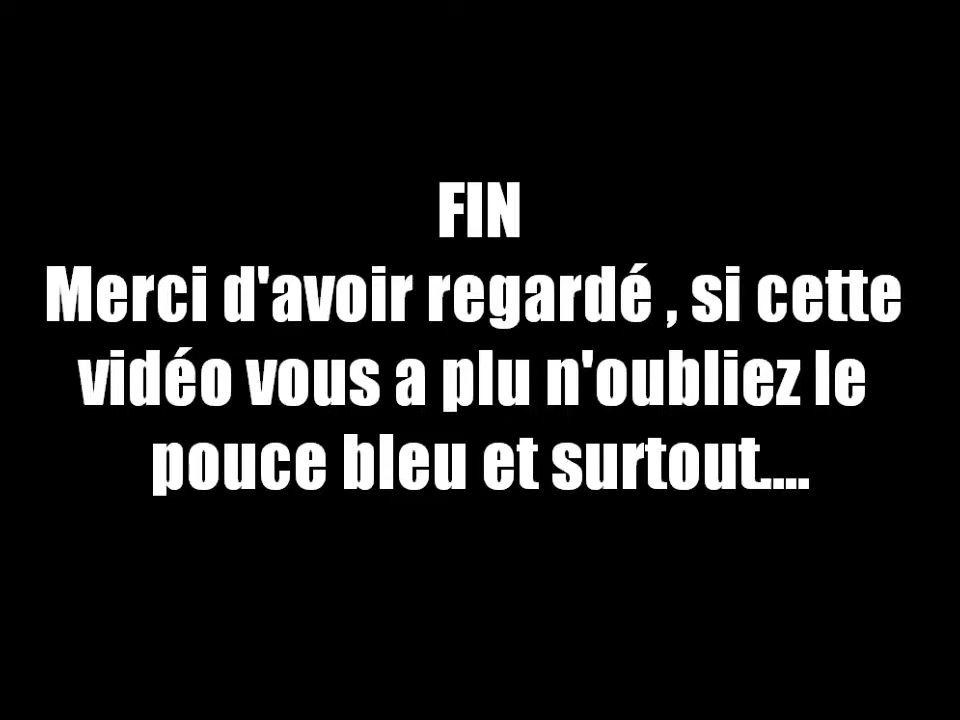 FIN
Merci d'avoir regardé , si cette
vidéo vous a plu n'oubliez le
pouce bleu et surtout....